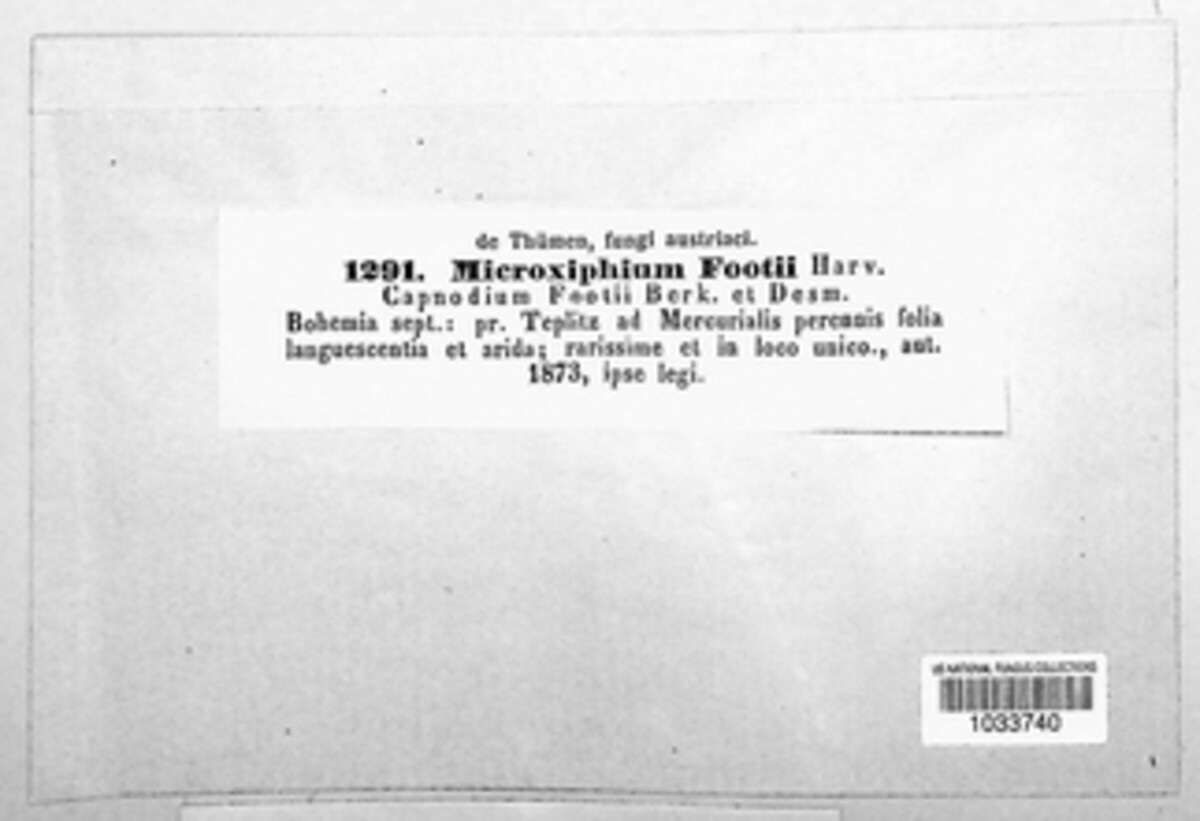 de Thümen, fungi austriaci.
1291. Microxiphium Footii Harv.
Capnodium Footii Berk. et Desm.
Bohemia sept.: pr. Teplitz ad Mercurialis perennis folia
languescentia et arida; rarissime et in loco unico., aut.
1873, ipse legi.
US NATIONAL FUNGUS COLLECTIONS
1033740